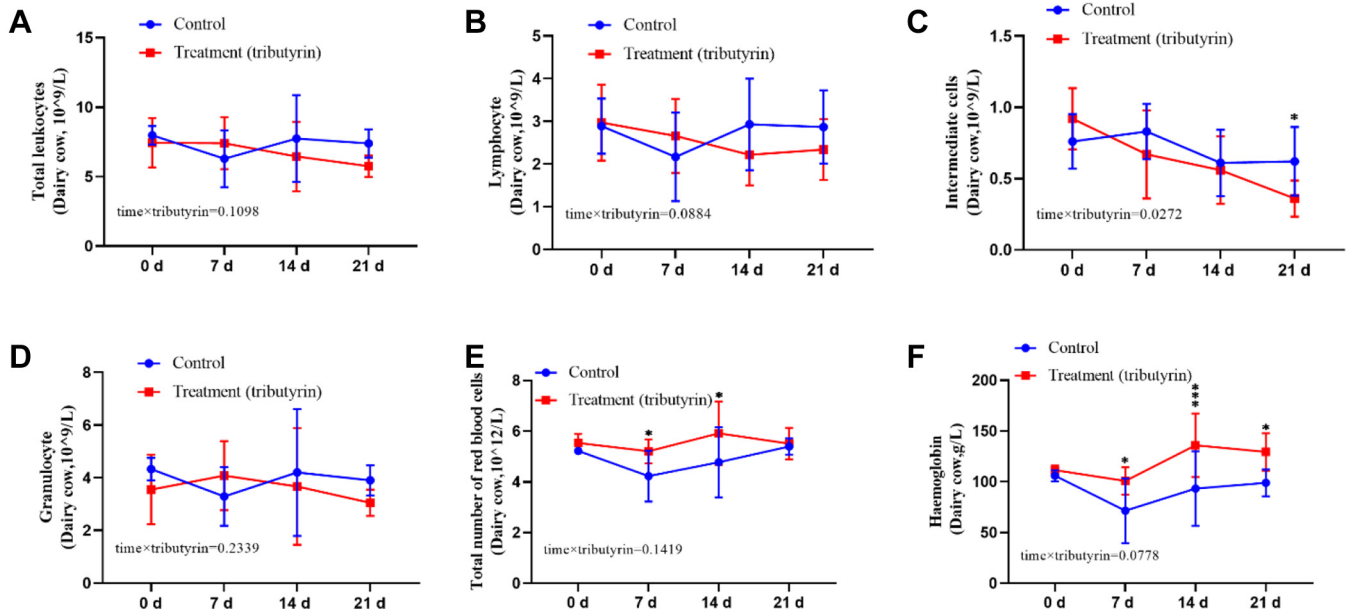 A
Control
Treatment (tributyrin)
Total leukocytes
(Dairy cow, 10^9/L)
15
10
5
0
time×tributyrin=0.1098
0 d 7 d 14 d 21 d
B
Control
Treatment (tributyrin)
Lymphocyte
(Dairy cow,10^9/L)
5
4
3
2
1
0
time×tributyrin=0.0884
0 d 7 d 14 d 21 d
C
Control
Treatment (tributyrin)
Intermediate cells
(Dairy cow,10^9/L)
1.5
1.0
0.5
0.0
*
time×tributyrin=0.0272
0 d 7 d 14 d 21 d
D
Control
Treatment (tributyrin)
Granulocyte
(Dairy cow,10^9/L)
8
6
4
2
0
time×tributyrin=0.2339
0 d 7 d 14 d 21 d
E
Control
Treatment (tributyrin)
Total number of red blood cells
(Dairy cow,10^12/L)
8
6
4
2
0
* *
time×tributyrin=0.1419
0 d 7 d 14 d 21 d
F
Control
Treatment (tributyrin)
Haemoglobin
(Dairy cow,g/L)
200
150
100
50
0
* *** *
time×tributyrin=0.0778
0 d 7 d 14 d 21 d